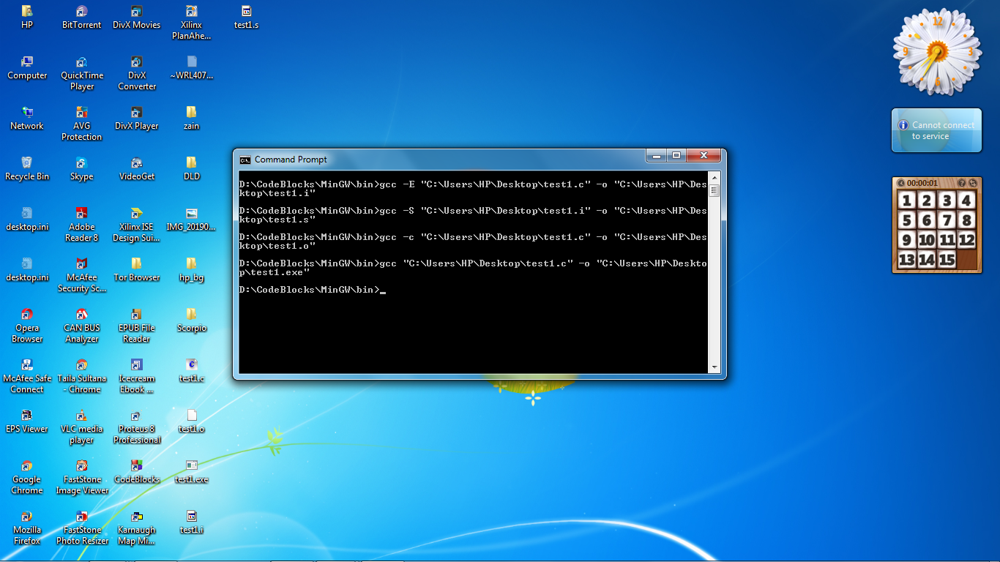 HP
BitTorrent
DivX Movies
Xilinx
PlanAhe...
test1.s
Computer
QuickTime
Player
DivX
Converter
~WRL407...
Network
AVG
Protection
DivX Player
zain
Recycle Bin
Skype
VideoGet
DLD
desktop.ini
Adobe
Reader 8
Xilinx ISE
Design Sui...
IMG_20190...
desktop.ini
McAfee
Security Sc...
Tor Browser
hp_bg
Opera
Browser
CAN BUS
Analyzer
EPUB File
Reader
Scorpio
McAfee Safe
Connect
Taila Sultana
- Chrome
Icecream
Ebook ...
test1.c
EPS Viewer
VLC media
player
Proteus 8
Professional
test1.o
Google
Chrome
FastStone
Image Viewer
CodeBlocks
test1.exe
Mozilla
Firefox
FastStone
Photo Resizer
Karnaugh
Map Mi...
test1.i
C:\.
Command Prompt
D:\CodeBlocks\MinGW\bin>gcc -E "C:\Users\HP\Desktop\test1.c" -o "C:\Users\HP\Des
ktop\test1.i"
D:\CodeBlocks\MinGW\bin>gcc -S "C:\Users\HP\Desktop\test1.i" -o "C:\Users\HP\Des
ktop\test1.s"
D:\CodeBlocks\MinGW\bin>gcc -c "C:\Users\HP\Desktop\test1.c" -o "C:\Users\HP\Des
ktop\test1.o"
D:\CodeBlocks\MinGW\bin>gcc "C:\Users\HP\Desktop\test1.c" -o "C:\Users\HP\Deskto
p\test1.exe"
D:\CodeBlocks\MinGW\bin>_
12
9 3
6
Cannot connect
to service
00:00:01 ?
1 2 3 4
5 6 7 8
9 10 11 12
13 14 15